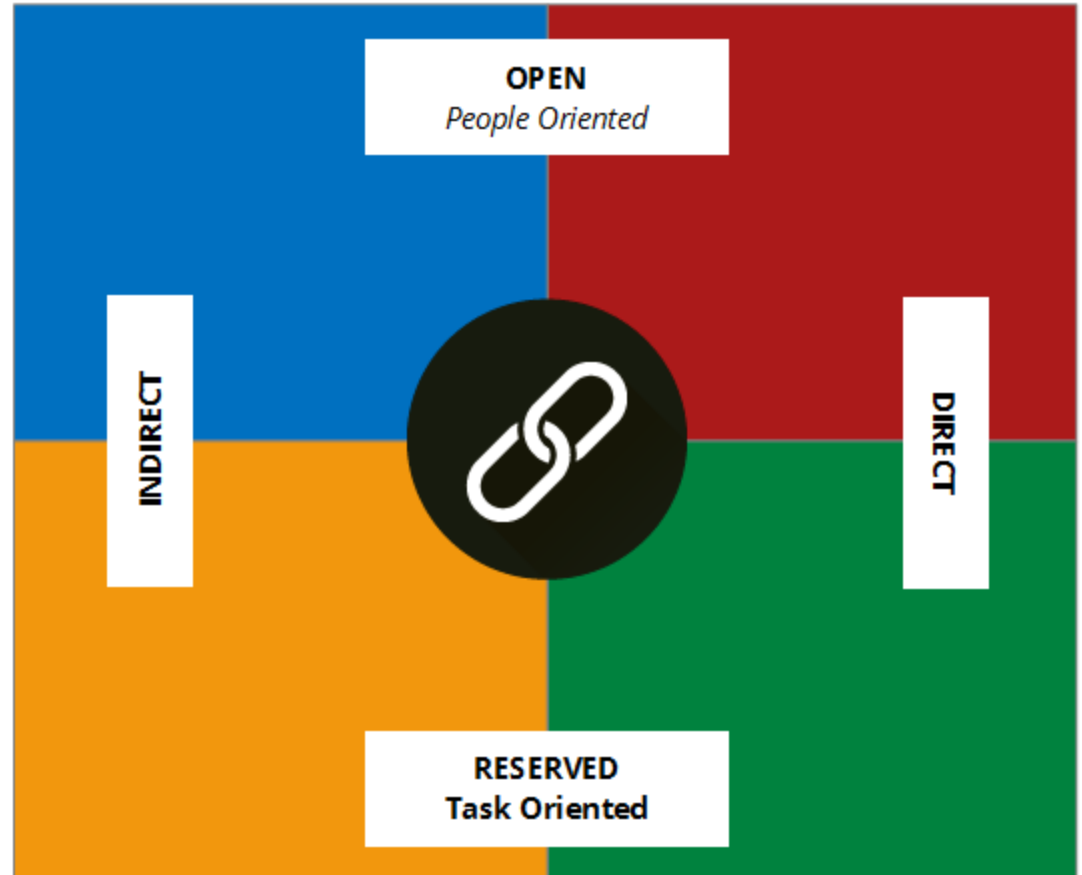 OPEN
People Oriented
INDIRECT
DIRECT
RESERVED
Task Oriented